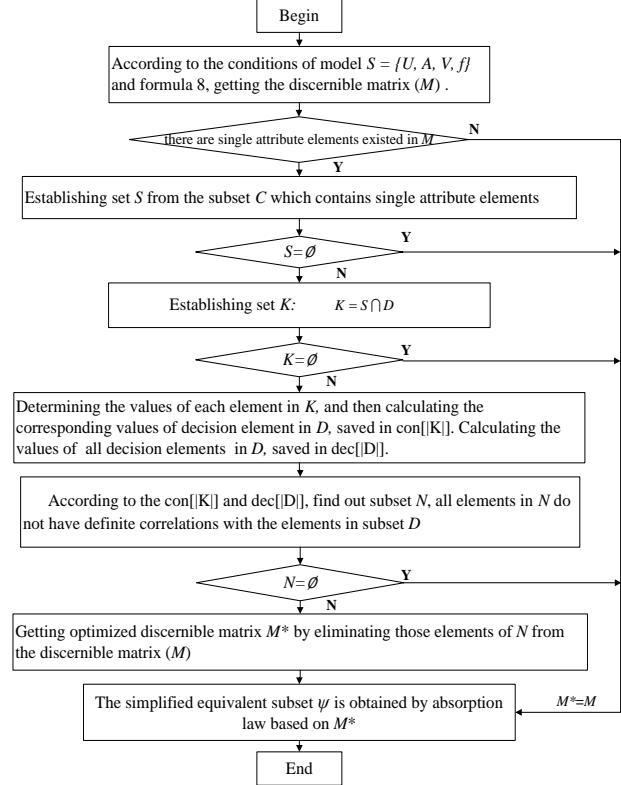 Begin
According to the conditions of model S = {U, A, V, f}
and formula 8, getting the discernible matrix (M) .
there are single attribute elements existed in M
N
Y
Establishing set S from the subset C which contains single attribute elements
S=Ø
Y
N
Establishing set K: K = S ⋂ D
K=Ø
Y
N
Determining the values of each element in K, and then calculating the
corresponding values of decision element in D, saved in con[|K|]. Calculating the
values of all decision elements in D, saved in dec[|D|].
According to the con[|K|] and dec[|D|], find out subset N, all elements in N do
not have definite correlations with the elements in subset D
N=Ø
Y
N
Getting optimized discernible matrix M* by eliminating those elements of N from
the discernible matrix (M)
The simplified equivalent subset ψ is obtained by absorption
law based on M*
M*=M
End